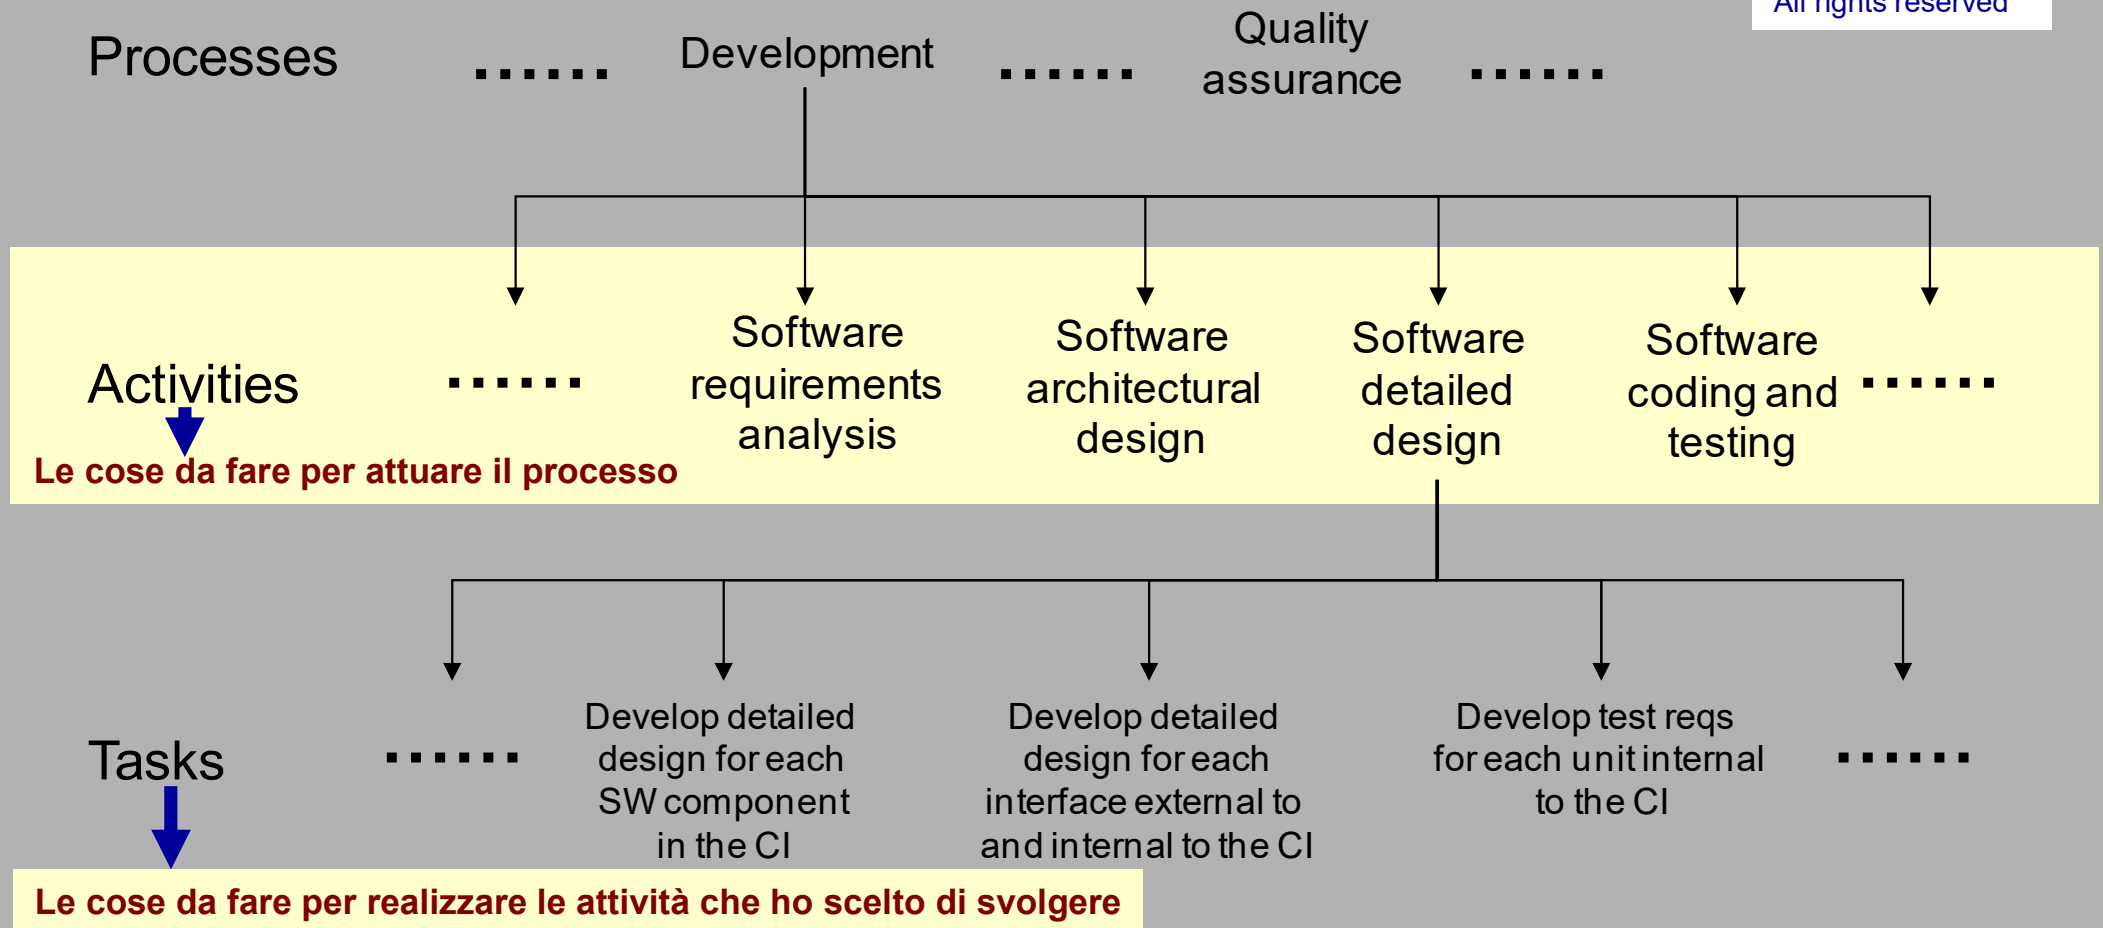 All rights reserved
Processes
......
Development
......
Quality
assurance
......
Activities
......
Software
requirements
analysis
Software
architectural
design
Software
detailed
design
Software
coding and
testing
......
Le cose da fare per attuare il processo
Tasks
......
Develop detailed
design for each
SW component
in the CI
Develop detailed
design for each
interface external to
and internal to the CI
Develop test reqs
for each unit internal
to the CI
......
Le cose da fare per realizzare le attività che ho scelto di svolgere